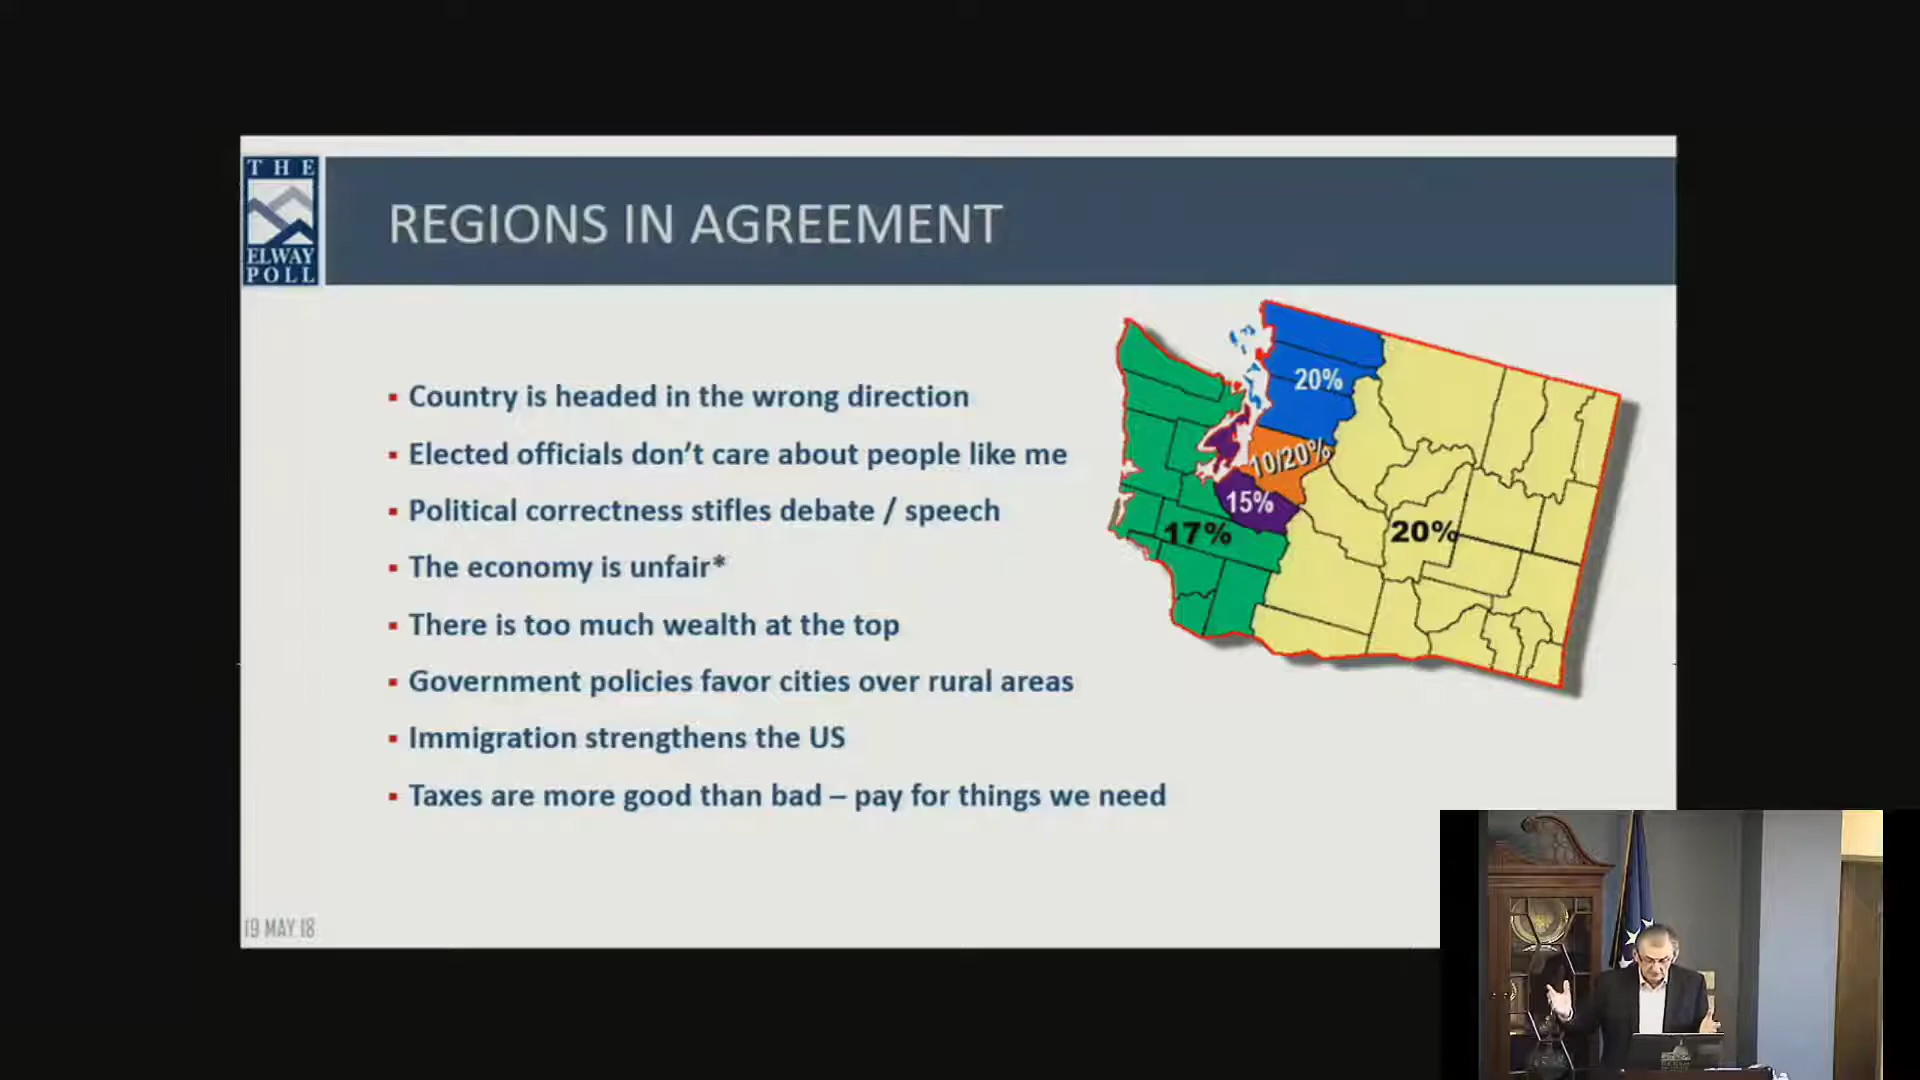 THE
ELWAY
POLL
REGIONS IN AGREEMENT
▪ Country is headed in the wrong direction
▪ Elected officials don’t care about people like me
▪ Political correctness stifles debate / speech
▪ The economy is unfair*
▪ There is too much wealth at the top
▪ Government policies favor cities over rural areas
▪ Immigration strengthens the US
▪ Taxes are more good than bad – pay for things we need
20%
10/20%
15%
17%
20%
19 MAY 18